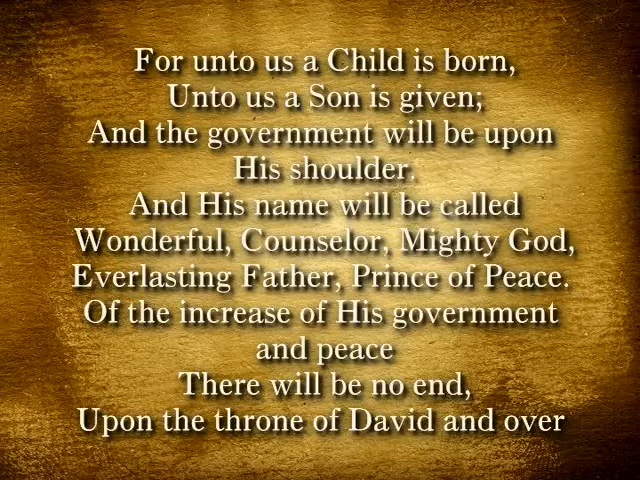 For unto us a Child is born,
Unto us a Son is given;
And the government will be upon
His shoulder.
And His name will be called
Wonderful, Counselor, Mighty God,
Everlasting Father, Prince of Peace.
Of the increase of His government
and peace
There will be no end,
Upon the throne of David and over